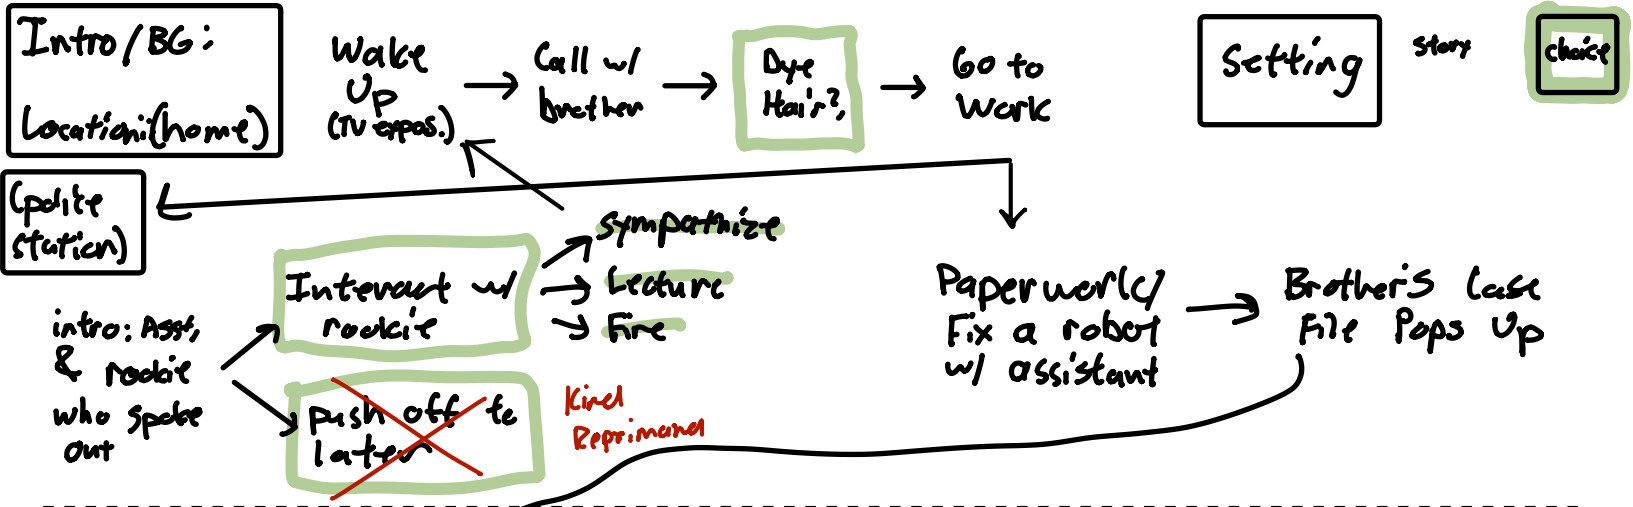 Intro/BG:
Location:(home)
Wake
Up
(TV expos.)
Call w/
brother
Dye
Hair?
Go to
Work
Setting
story
choice
(police
station)
intro: Asst,
& rookie
who spoke
out
Interact w/
rookie
push off to
later
sympathize
Lecture
Fire
Kind
Reprimand
Paperwork/
Fix a robot
w/ assistant
Brother's Case
File Pops Up